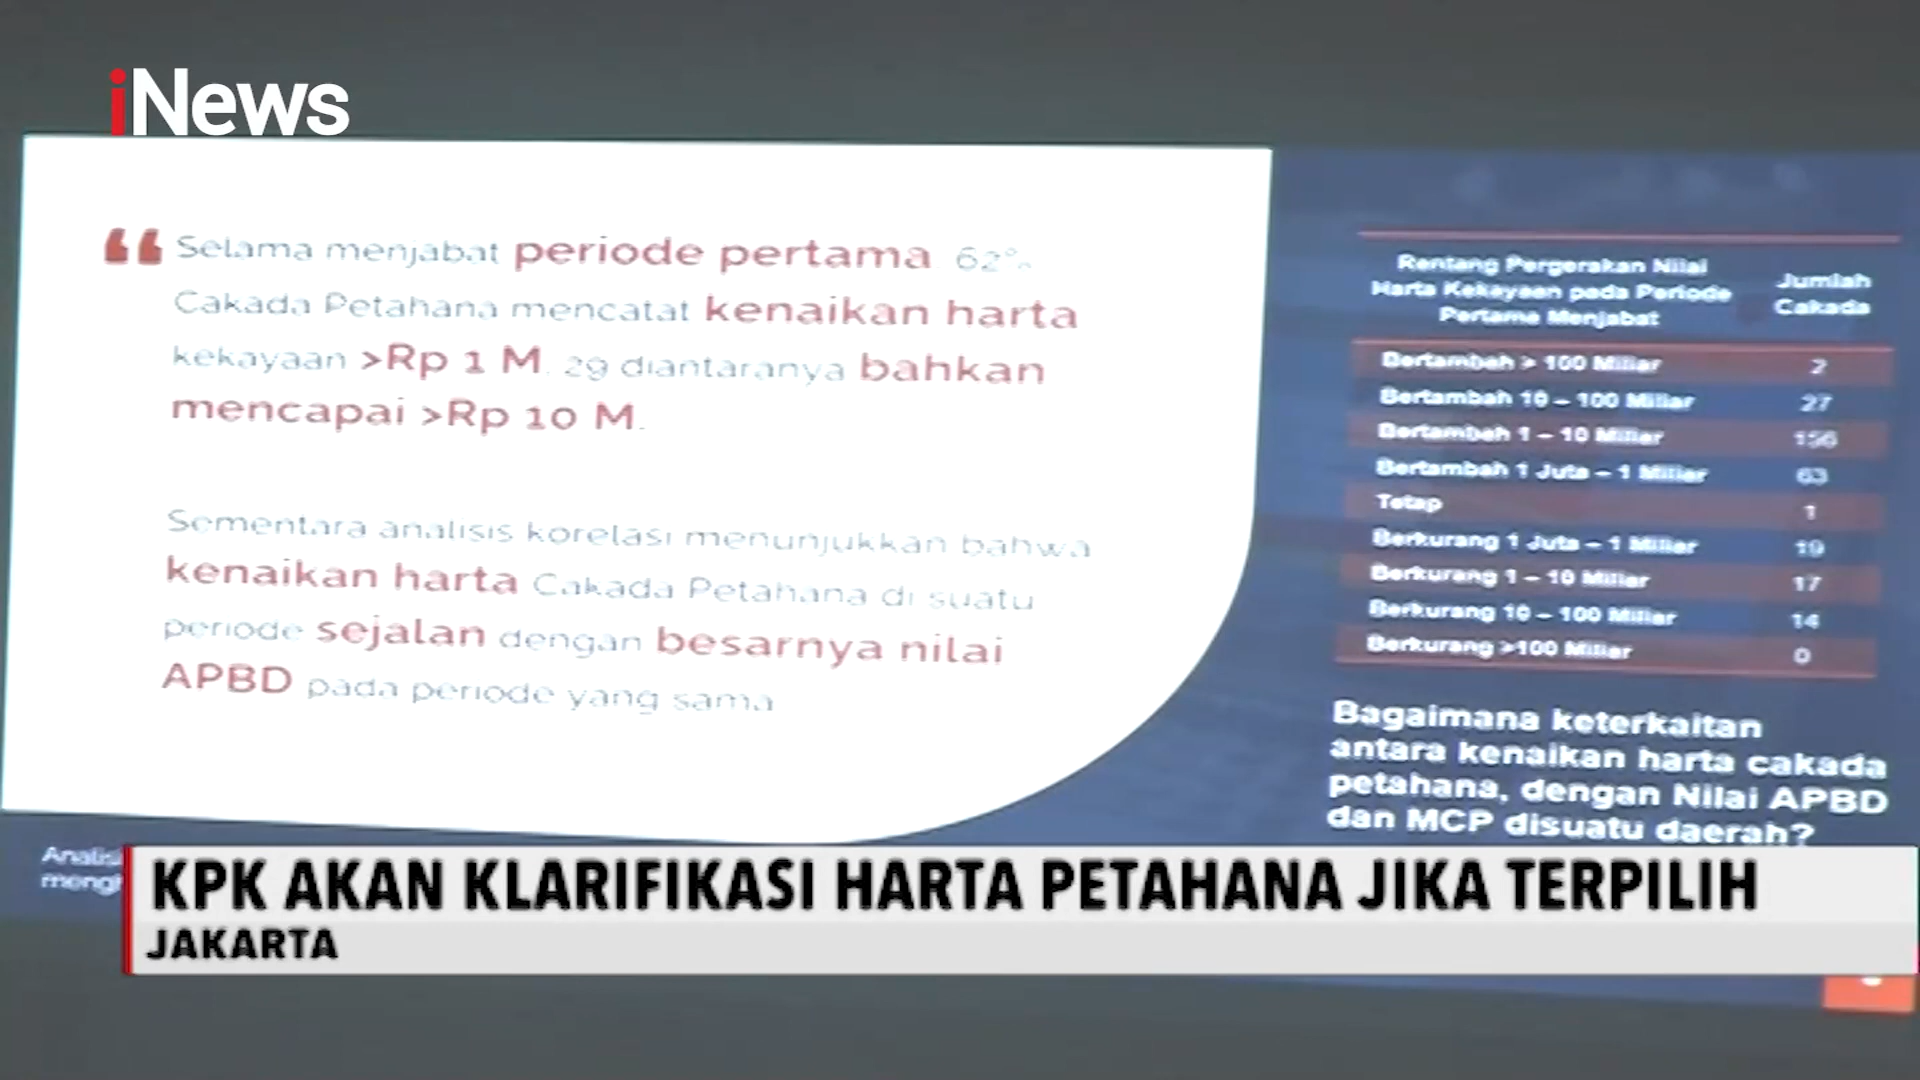 iNews
Selama menjabat periode pertama 62%
Cakada Petahana mencatat kenaikan harta
kekayaan >Rp 1 M. 29 diantaranya bahkan
mencapai >Rp 10 M.
Sementara analisis korelasi menunjukkan bahwa
kenaikan harta Cakada Petahana di suatu
periode sejalan dengan besarnya nilai
APBD pada periode yang sama
Rentang Pergerakan Nilai
Harta Kekayaan pada Periode
Pertama Menjabat
Jumlah
Cakada
Bertambah > 100 Miliar 2
Bertambah 10 – 100 Miliar 27
Bertambah 1 – 10 Miliar 156
Bertambah 1 Juta – 1 Miliar 63
Tetap 1
Berkurang 1 Juta – 1 Miliar 19
Berkurang 1 – 10 Miliar 17
Berkurang 10 – 100 Miliar 14
Berkurang >100 Miliar 0
Bagaimana keterkaitan
antara kenaikan harta cakada
petahana, dengan Nilai APBD
dan MCP disuatu daerah?
KPK AKAN KLARIFIKASI HARTA PETAHANA JIKA TERPILIH
JAKARTA